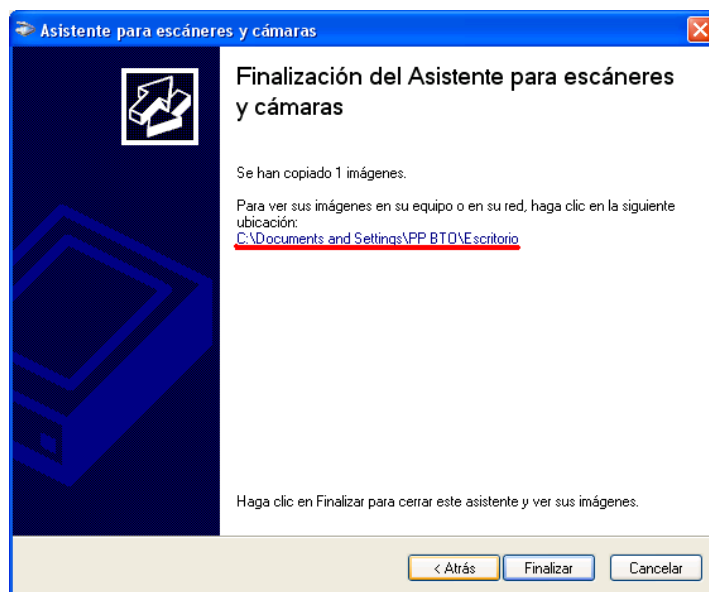 Asistente para escáneres y cámaras
Finalización del Asistente para escáneres
y cámaras
Se han copiado 1 imágenes.
Para ver sus imágenes en su equipo o en su red, haga clic en la siguiente
ubicación:
C:\Documents and Settings\PP BTO\Escritorio
Haga clic en Finalizar para cerrar este asistente y ver sus imágenes.
< Atrás
Finalizar
Cancelar